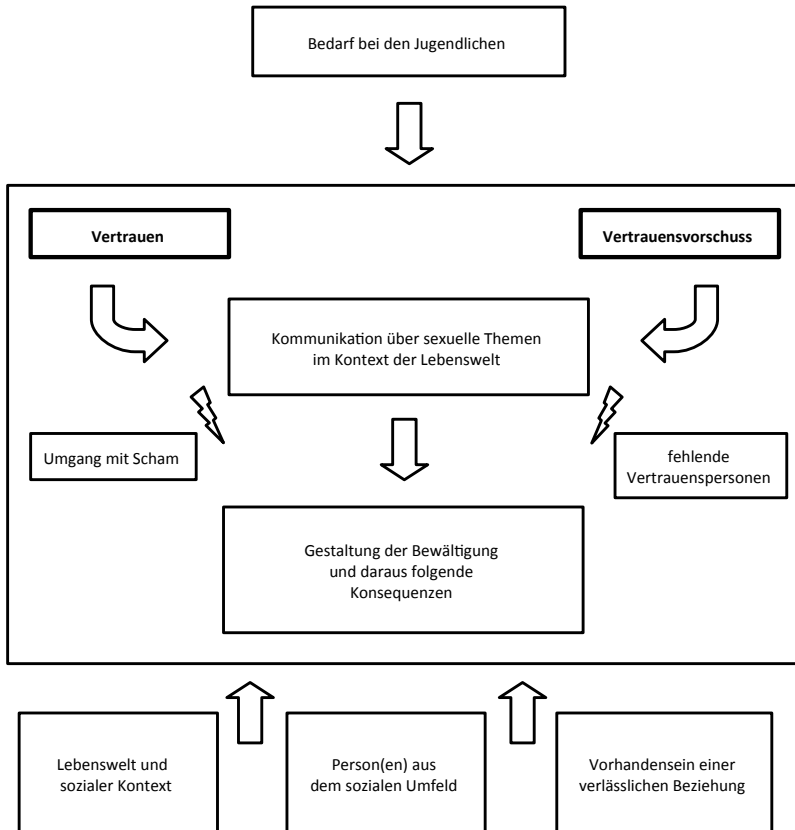 Bedarf bei den Jugendlichen
Vertrauen
Vertrauensvorschuss
Kommunikation über sexuelle Themen
im Kontext der Lebenswelt
Umgang mit Scham
fehlende
Vertrauenspersonen
Gestaltung der Bewältigung
und daraus folgende
Konsequenzen
Lebenswelt und
sozialer Kontext
Person(en) aus
dem sozialen Umfeld
Vorhandensein einer
verlässlichen Beziehung